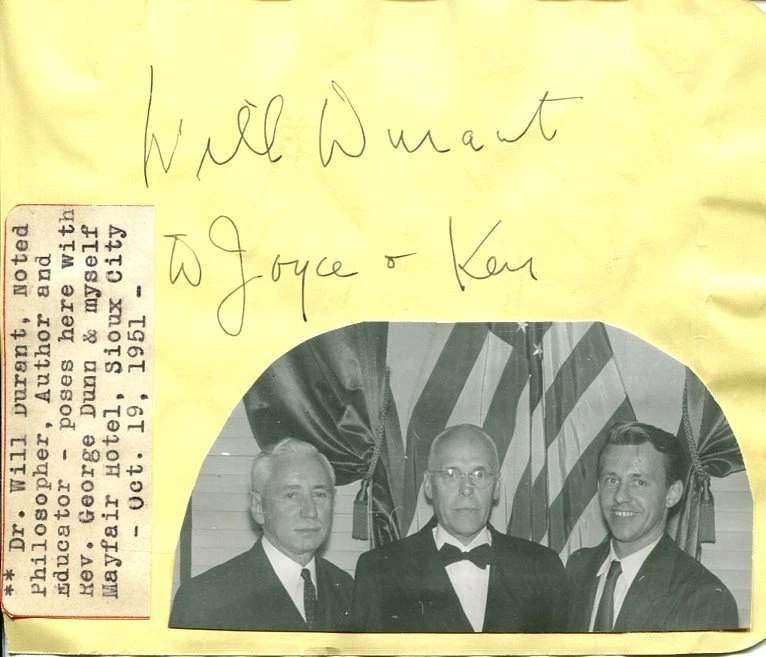 Will Durant
to Joyce & Ken
** Dr. Will Durant, Noted
Philosopher, Author and
Educator - poses here with
Rev. George Dunn & myself
Mayfair Hotel, Sioux City
- Oct. 19, 1951 -